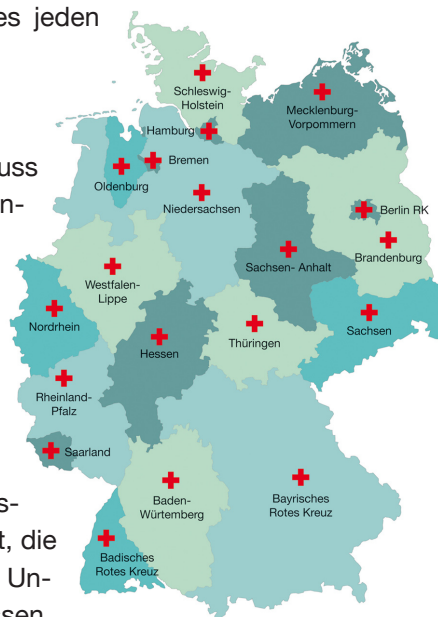 es jeden
uss
n-
s-
t, die
Un-
sen
Schleswig-
Holstein
Mecklenburg-
Vorpommern
Hamburg
Bremen
Oldenburg
Niedersachsen
Berlin RK
Brandenburg
Sachsen- Anhalt
Westfalen-
Lippe
Nordrhein
Hessen
Thüringen
Sachsen
Rheinland-
Pfalz
Saarland
Baden-
Würtemberg
Bayrisches
Rotes Kreuz
Badisches
Rotes Kreuz